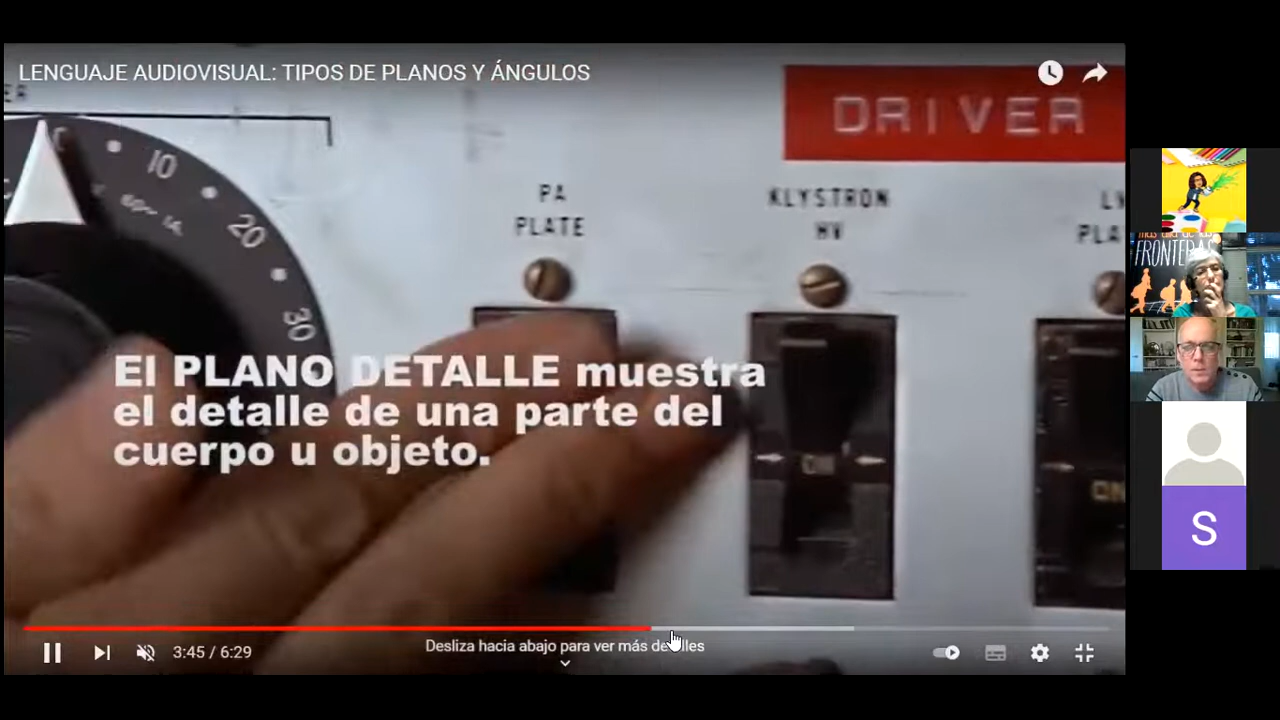 LENGUAJE AUDIOVISUAL: TIPOS DE PLANOS Y ÁNGULOS
DRIVER
10
20
30
PA
PLATE
KLYSTRON
HV
ON
ON
El PLANO DETALLE muestra
el detalle de una parte del
cuerpo u objeto.
FRONTERAS
S
3:45 / 6:29
Desliza hacia abajo para ver más detalles